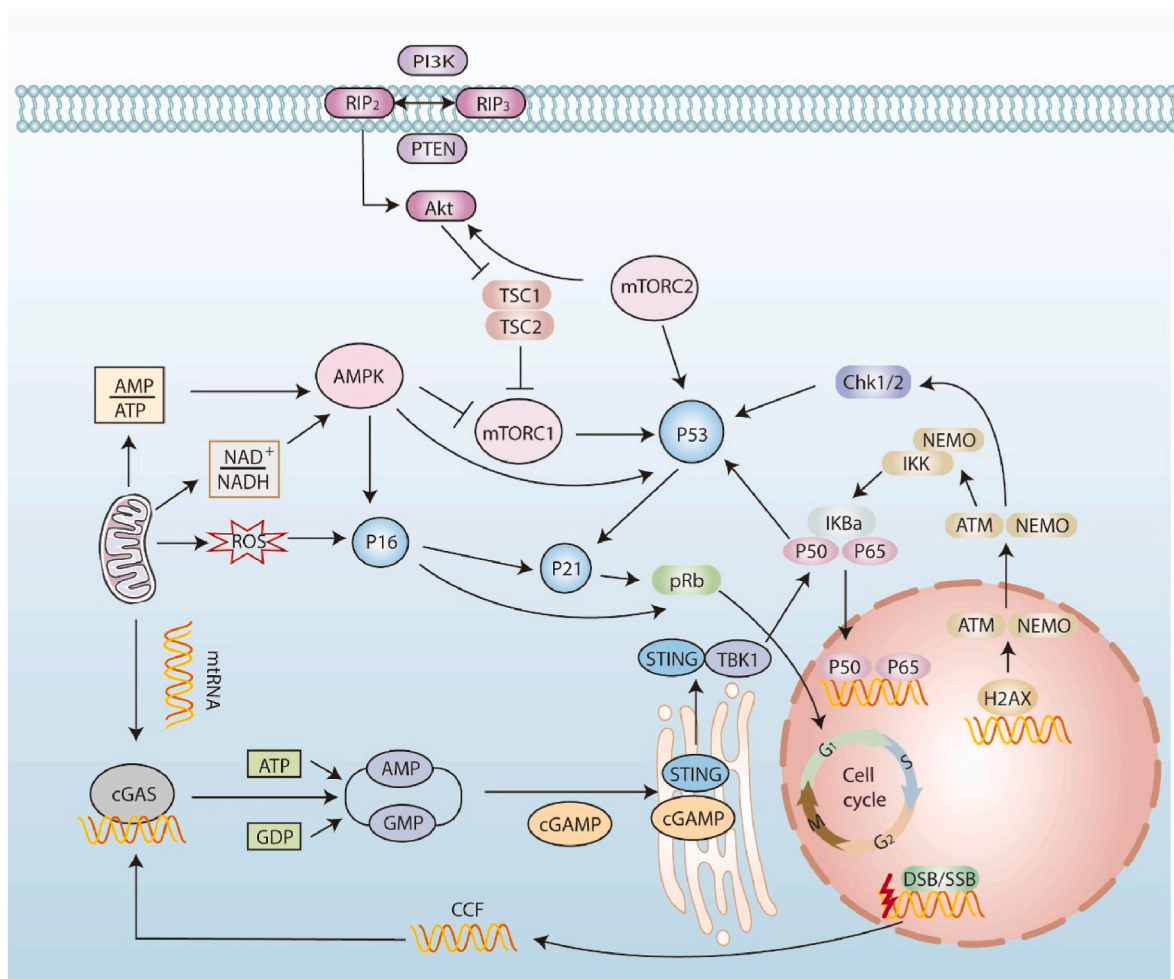 PI3K
RIP2
RIP3
PTEN
Akt
mTORC2
TSC1
TSC2
AMP
ATP
AMPK
Chk1/2
mTORC1
P53
NEMO
IKK
NAD+
NADH
IKBa
ATM
NEMO
ROS
P16
P21
P50
P65
pRb
ATM
NEMO
mtRNA
STING
TBK1
P50
P65
H2AX
G1
S
G2
M
Cell
cycle
ATP
AMP
STING
cGAS
GDP
GMP
cGAMP
cGAMP
DSB/SSB
CCF